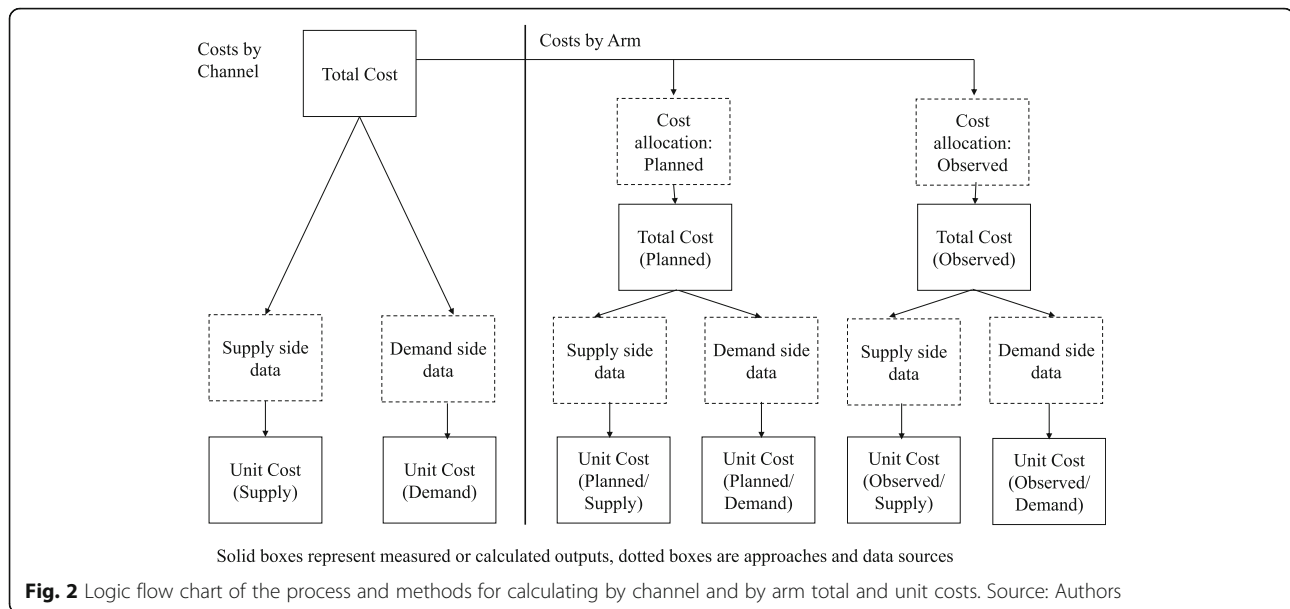 Costs by
Channel
Total Cost
Costs by Arm
Cost
allocation:
Planned
Cost
allocation:
Observed
Total Cost
(Planned)
Total Cost
(Observed)
Supply side
data
Demand side
data
Supply side
data
Demand side
data
Supply side
data
Demand side
data
Unit Cost
(Supply)
Unit Cost
(Demand)
Unit Cost
(Planned/
Supply)
Unit Cost
(Planned/
Demand)
Unit Cost
(Observed/
Supply)
Unit Cost
(Observed/
Demand)
Solid boxes represent measured or calculated outputs, dotted boxes are approaches and data sources
Fig. 2 Logic flow chart of the process and methods for calculating by channel and by arm total and unit costs. Source: Authors